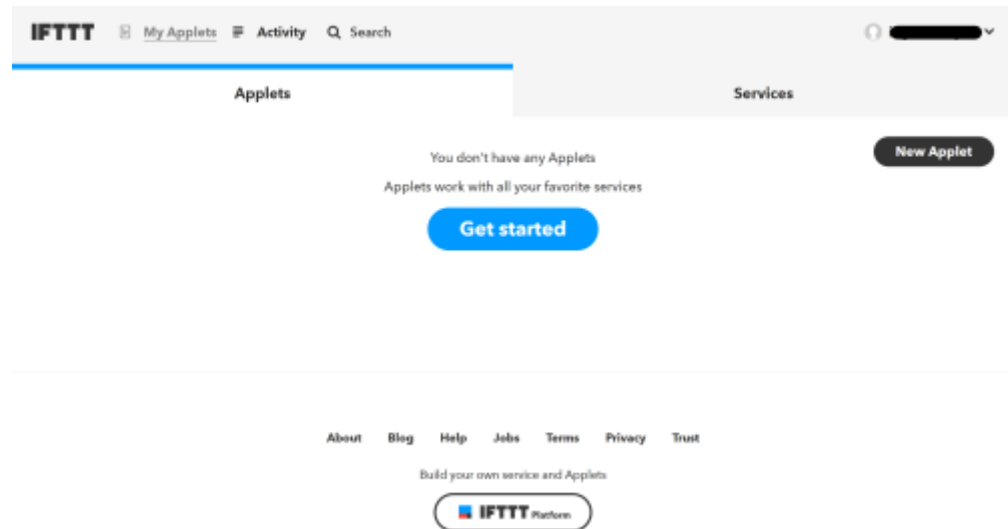 IFTTT My Applets Activity Search
Applets Services
You don't have any Applets
New Applet
Applets work with all your favorite services
Get started
About Blog Help Jobs Terms Privacy Trust
Build your own service and Applets
IFTTT Platform